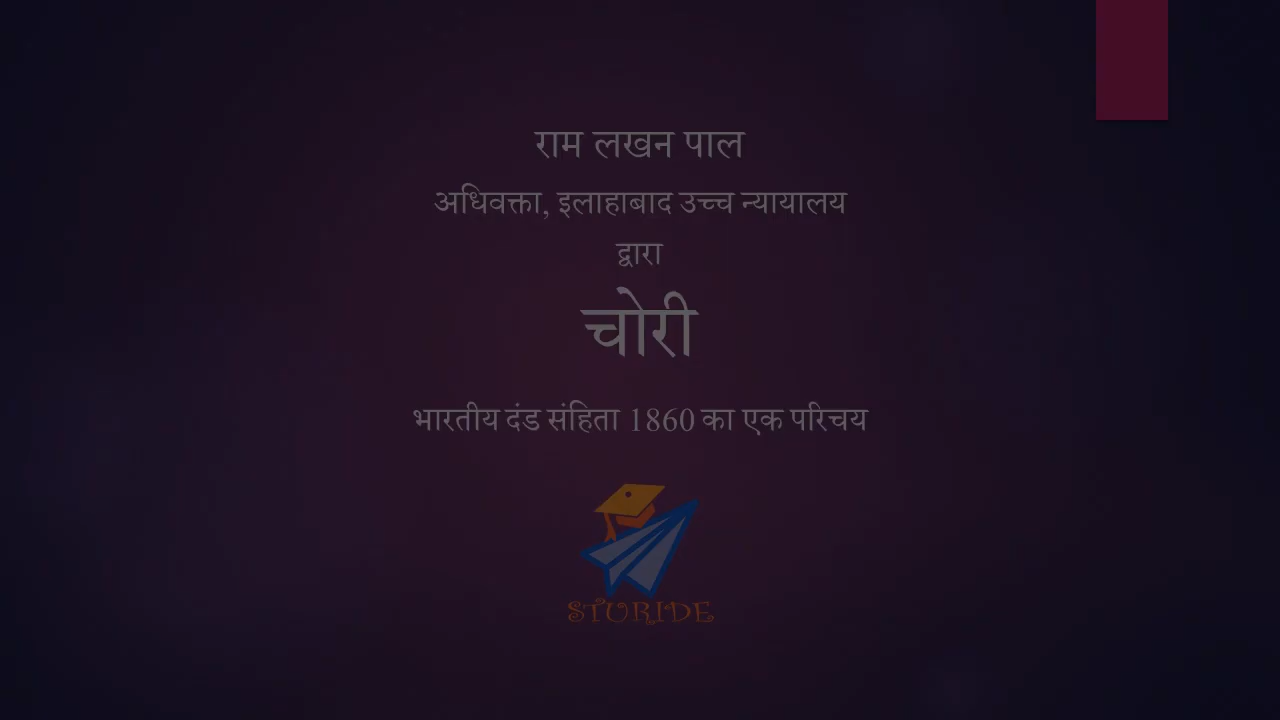 राम लखन पाल
अधिवक्ता, इलाहाबाद उच्च न्यायालय
द्वारा
चोरी
भारतीय दंड संहिता 1860 का एक परिचय
STURIDE